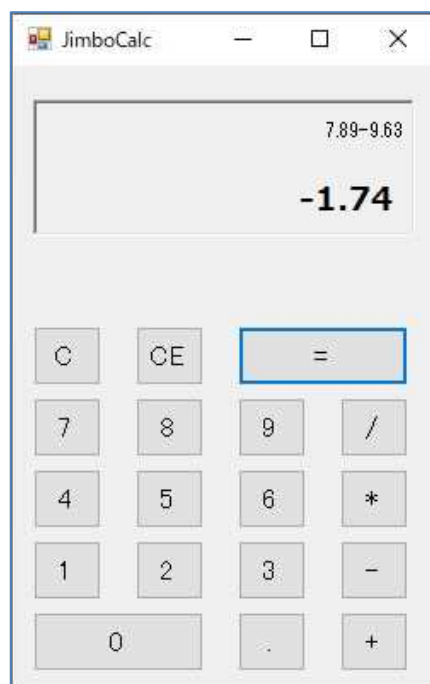 JimboCalc
7.89-9.63
-1.74
C CE =
7 8 9 /
4 5 6 *
1 2 3 -
0 . +